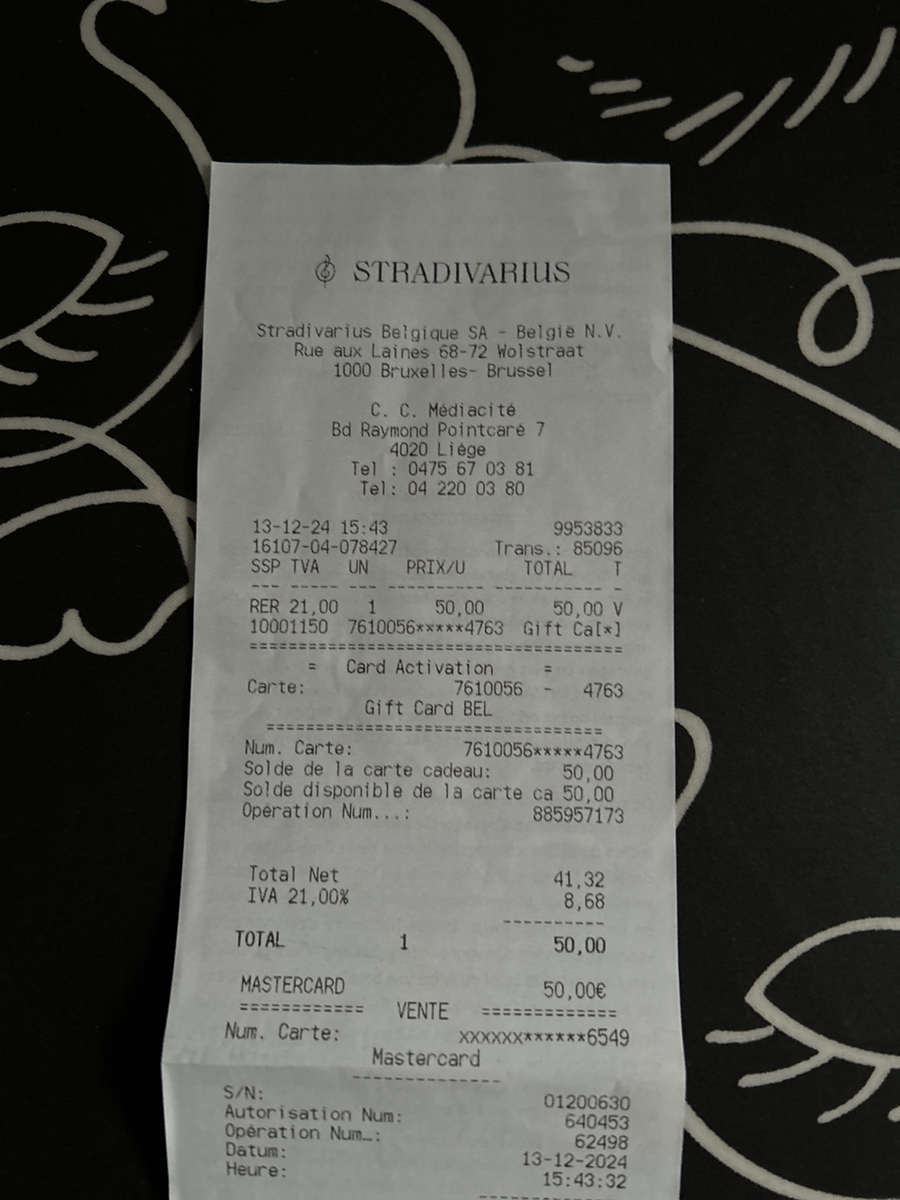 STRADIVARIUS
Stradivarius Belgique SA - België N.V.
Rue aux Laines 68-72 Wolstraat
1000 Bruxelles- Brussel
C. C. Médiacité
Bd Raymond Pointcaré 7
4020 Liège
Tel : 0475 67 03 81
Tel: 04 220 03 80
13-12-24 15:43 9953833
16107-04-078427 Trans.: 85096
SSP TVA UN PRIX/U TOTAL T
--- ----- --- ---------- ----------- -
RER 21,00 1 50,00 50,00 V
10001150 7610056*****4763 Gift Ca[*]
======================================
= Card Activation =
Carte: 7610056 - 4763
Gift Card BEL
==================================
Num. Carte: 7610056*****4763
Solde de la carte cadeau: 50,00
Solde disponible de la carte ca 50,00
Opération Num...: 885957173
Total Net 41,32
IVA 21,00% 8,68
----------
TOTAL 1 50,00
MASTERCARD 50,00€
============ VENTE =============
Num. Carte: XXXXXX******6549
Mastercard
---------------
S/N: 01200630
Autorisation Num: 640453
Opération Num…: 62498
Datum: 13-12-2024
Heure: 15:43:32
---------------